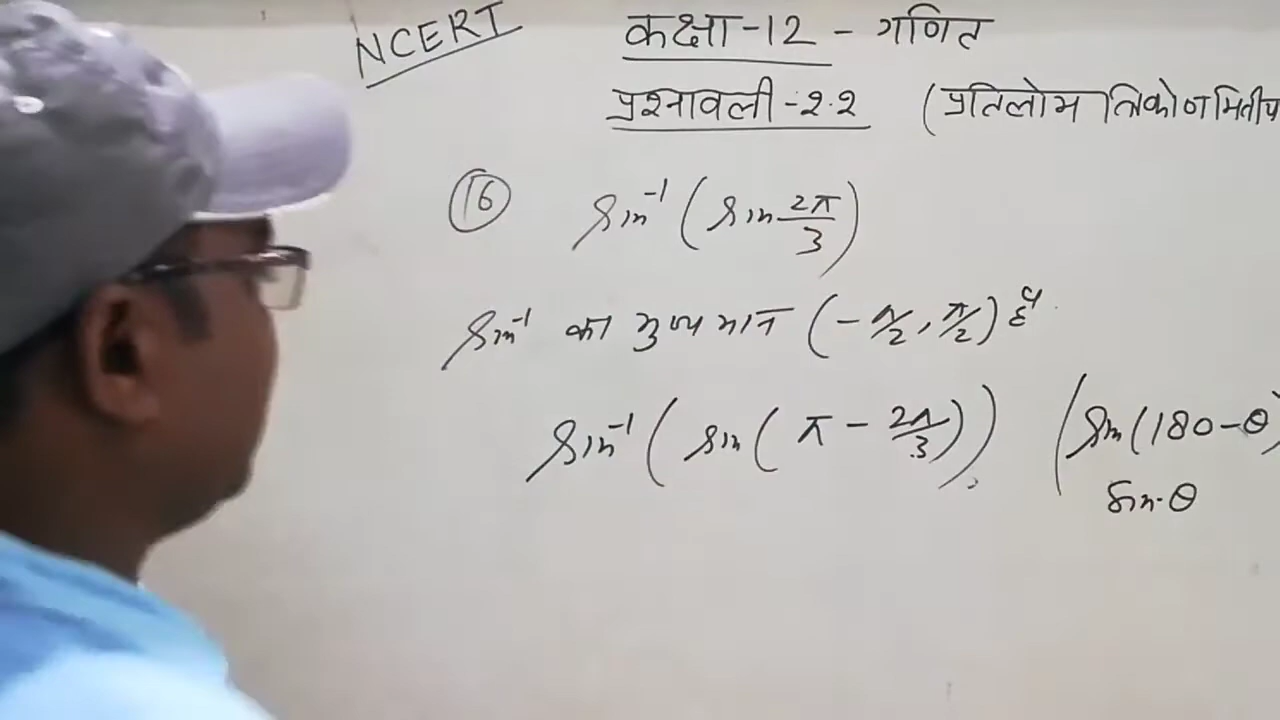 NCERT
कक्षा-12 - गणित
प्रश्नावली-2.2 (प्रतिलोम त्रिकोणमितीय
(16) sin⁻¹(sin 2π/3)
sin⁻¹ का मुख्य मान (-π/2, π/2) है
sin⁻¹(sin(π - 2π/3)) (sin(180-θ)
sin·θ